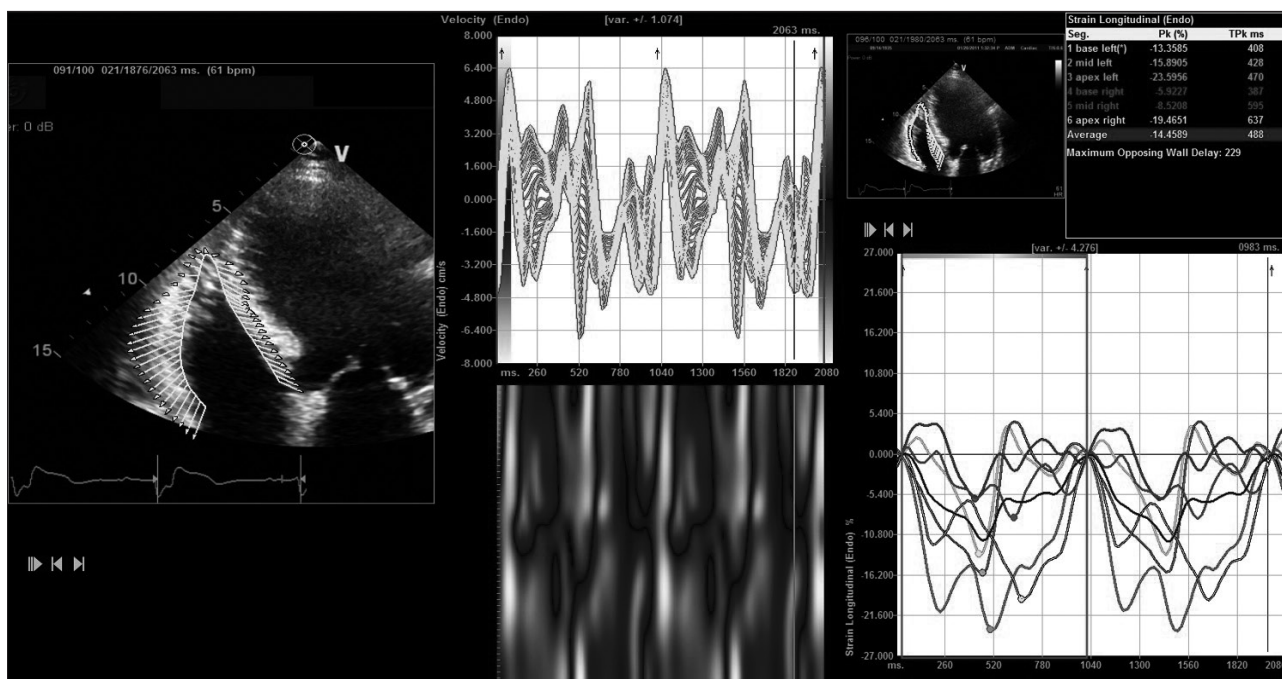 091/100 021/1876/2063 ms. (61 bpm)
er: 0 dB
V
5
10
15
Velocity (Endo)
[var. +/- 1.074]
2063 ms.
8.000
6.400
4.800
3.200
1.600
0.000
-1.600
-3.200
-4.800
-6.400
-8.000
Velocity (Endo) cm/s
ms.
260
520
780
1040
1300
1560
1820
2080
096/100 021/1980/2063 ms. (61 bpm)
V
Strain Longitudinal (Endo)
Seg. Pk (%) TPk ms
1 base left(*) -13.3585 408
2 mid left -15.8905 428
3 apex left -23.5956 470
4 base right -5.9227 387
5 mid right -8.5208 595
6 apex right -19.4651 637
Average -14.4589 488
Maximum Opposing Wall Delay: 229
[var. +/- 4.276]
0983 ms.
27.000
21.600
16.200
10.800
5.400
0.000
-5.400
-10.800
-16.200
-21.600
-27.000
Strain Longitudinal (Endo) %
ms.
260
520
780
1040
1300
1560
1820
2080